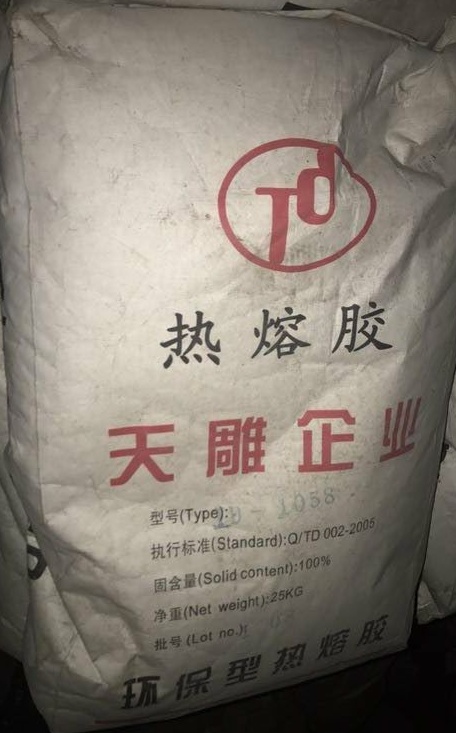 Td
热熔胶
天雕企业
型号(Type): TD-1058
执行标准(Standard):Q/TD 002-2005
固含量(Solid content):100%
净重(Net weight):25KG
批号(Lot no.):
环保型热熔胶